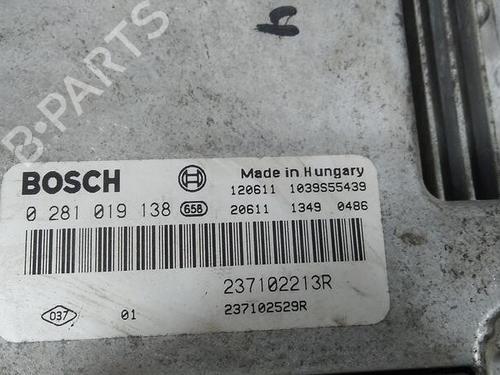 B-PARTS
BOSCH
Made in Hungary
120611 1039S55439
0 281 019 138 658
20611 1349 0486
237102213R
037 01
237102529R